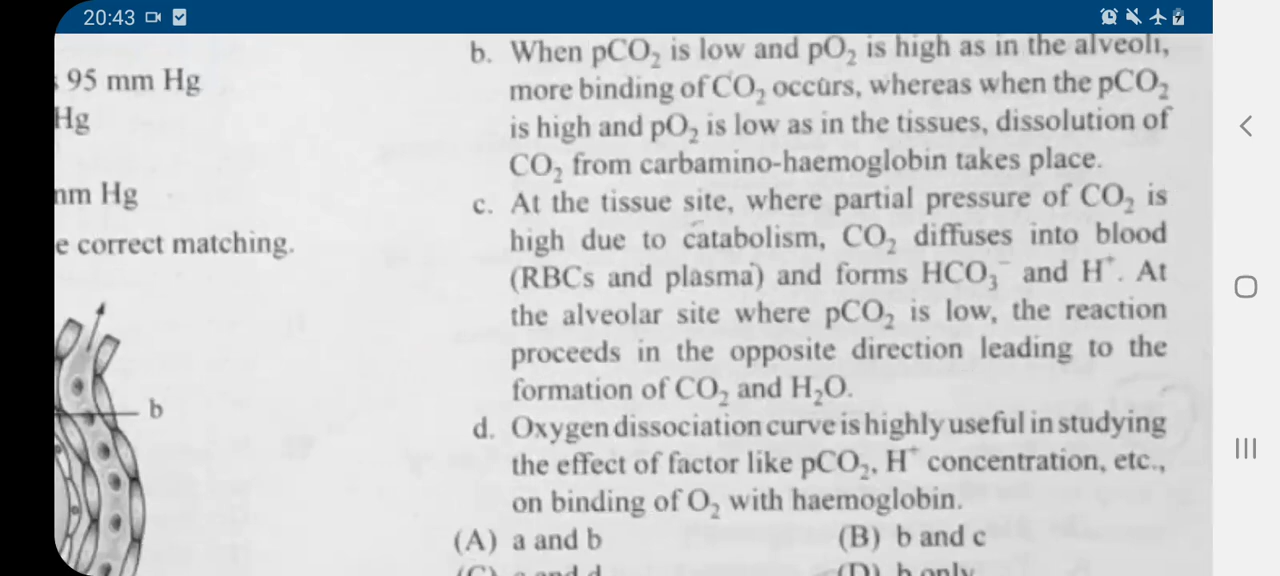 20:43
95 mm Hg
Hg
mm Hg
e correct matching.
b
b. When pCO₂ is low and pO₂ is high as in the alveoli,
more binding of CO₂ occurs, whereas when the pCO₂
is high and pO₂ is low as in the tissues, dissolution of
CO₂ from carbamino-haemoglobin takes place.
c. At the tissue site, where partial pressure of CO₂ is
high due to catabolism, CO₂ diffuses into blood
(RBCs and plasma) and forms HCO₃⁻ and H⁺. At
the alveolar site where pCO₂ is low, the reaction
proceeds in the opposite direction leading to the
formation of CO₂ and H₂O.
d. Oxygen dissociation curve is highly useful in studying
the effect of factor like pCO₂, H⁺ concentration, etc.,
on binding of O₂ with haemoglobin.
(A) a and b (B) b and c
(C) and d (D) b only